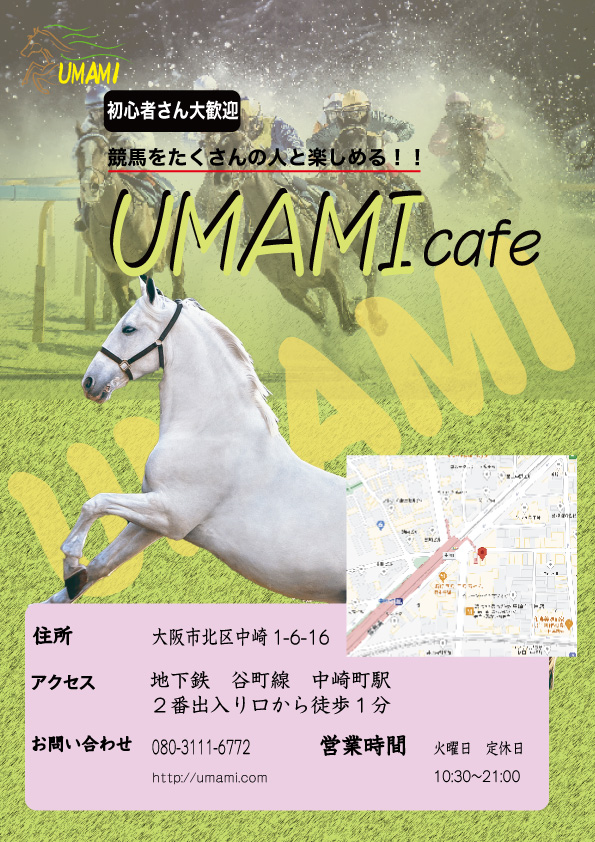 UMAMI
初心者さん大歓迎
競馬をたくさんの人と楽しめる！！
UMAMI cafe
UMAMI
住所
大阪市北区中崎1-6-16
アクセス
地下鉄　谷町線　中崎町駅
２番出入り口から徒歩１分
お問い合わせ
080-3111-6772
http://umami.com
営業時間
火曜日　定休日
10:30~21:00